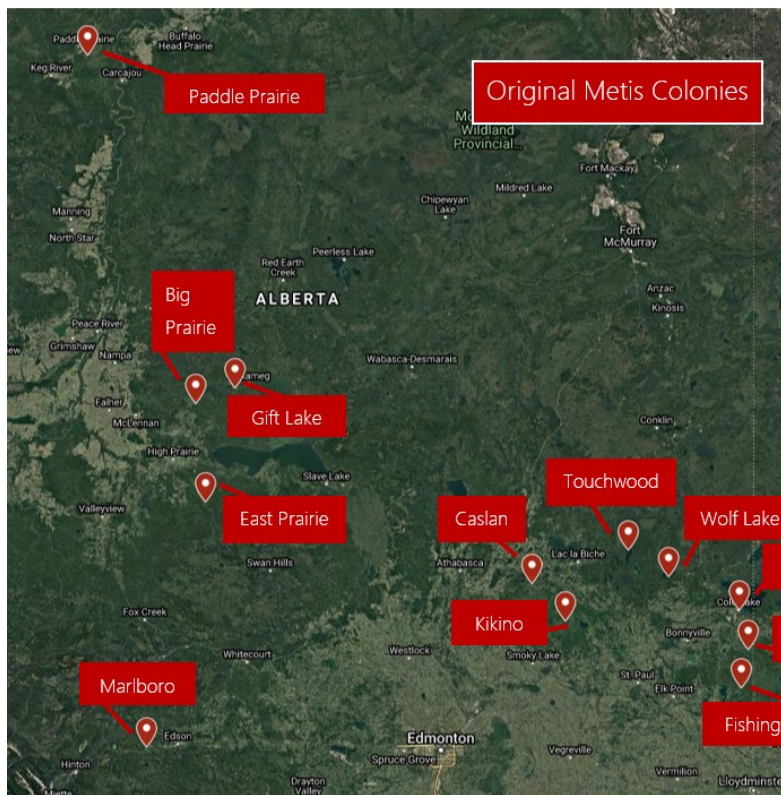 Paddle Prairie
Buffalo
Head Prairie
Keg River
Carcajou
Paddle Prairie
Original Metis Colonies
Wildland
Provincial...
Fort Mackay
Mildred Lake
Chipewyan
Lake
Manning
North Star
Fort
McMurray
Peerless Lake
Red Earth
Creek
Big
Prairie
ALBERTA
Anzac
Kinosis
Peace River
Grimshaw
Nampa
Wabasca-Desmarais
Falher
McLennan
Gift Lake
Conklin
High Prairie
Slave Lake
Touchwood
Valleyview
East Prairie
Caslan
Wolf Lake
Lac la Biche
Athabasca
Swan Hills
Kikino
Fox Creek
Bonnyville
Westlock
Whitecourt
Smoky Lake
St. Paul
Elk Point
Marlboro
Fishing
Edson
Edmonton
Spruce Grove
Vegreville
Hinton
Vermilion
Drayton
Valley